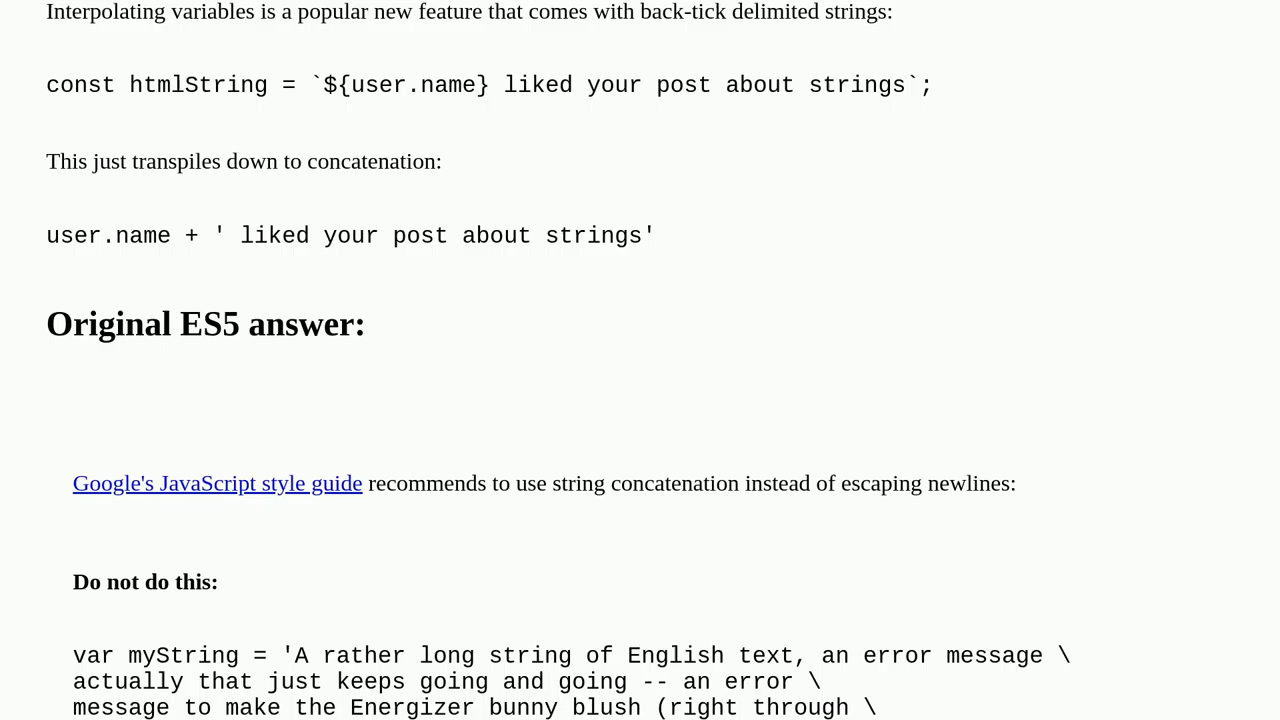 Interpolating variables is a popular new feature that comes with back-tick delimited strings:
const htmlString = `${user.name} liked your post about strings`;
This just transpiles down to concatenation:
user.name + ' liked your post about strings'
Original ES5 answer:
Google's JavaScript style guide recommends to use string concatenation instead of escaping newlines:
Do not do this:
var myString = 'A rather long string of English text, an error message \
actually that just keeps going and going -- an error \
message to make the Energizer bunny blush (right through \